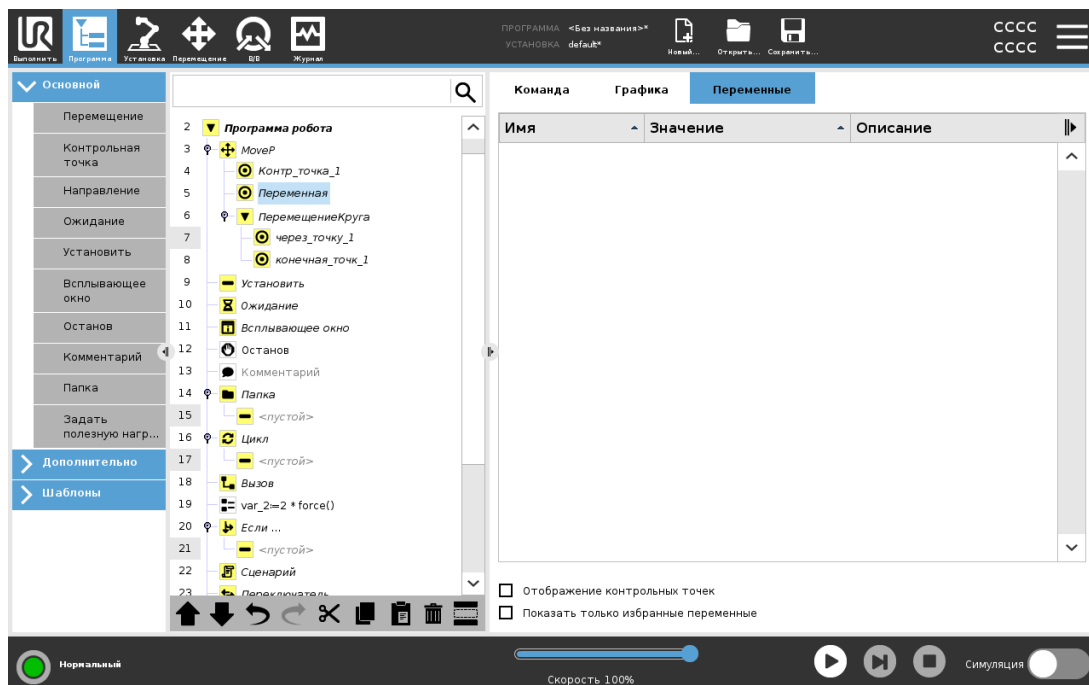 UR
ПРОГРАММА <Без названия>*
УСТАНОВКА default*
Выполнить Программа Установка Перемещение В/В Журнал
Новый... Открыть... Сохранить...
CCCC
CCCC
Основной
Перемещение
Контрольная
точка
Направление
Ожидание
Установить
Всплывающее
окно
Останов
Комментарий
Папка
Задать
полезную нагр...
Дополнительно
Шаблоны
2 Программа робота
3 MoveP
4 Контр_точка_1
5 Переменная
6 ПеремещениеКруга
7 через_точку_1
8 конечная_точк_1
9 Установить
10 Ожидание
11 Всплывающее окно
12 Останов
13 Комментарий
14 Папка
15 <пустой>
16 Цикл
17 <пустой>
18 Вызов
19 var_2≔2 * force()
20 Если ...
21 <пустой>
22 Сценарий
23 Переключатель
Команда Графика Переменные
Имя Значение Описание
Отображение контрольных точек
Показать только избранные переменные
Нормальный
Скорость 100%
Симуляция